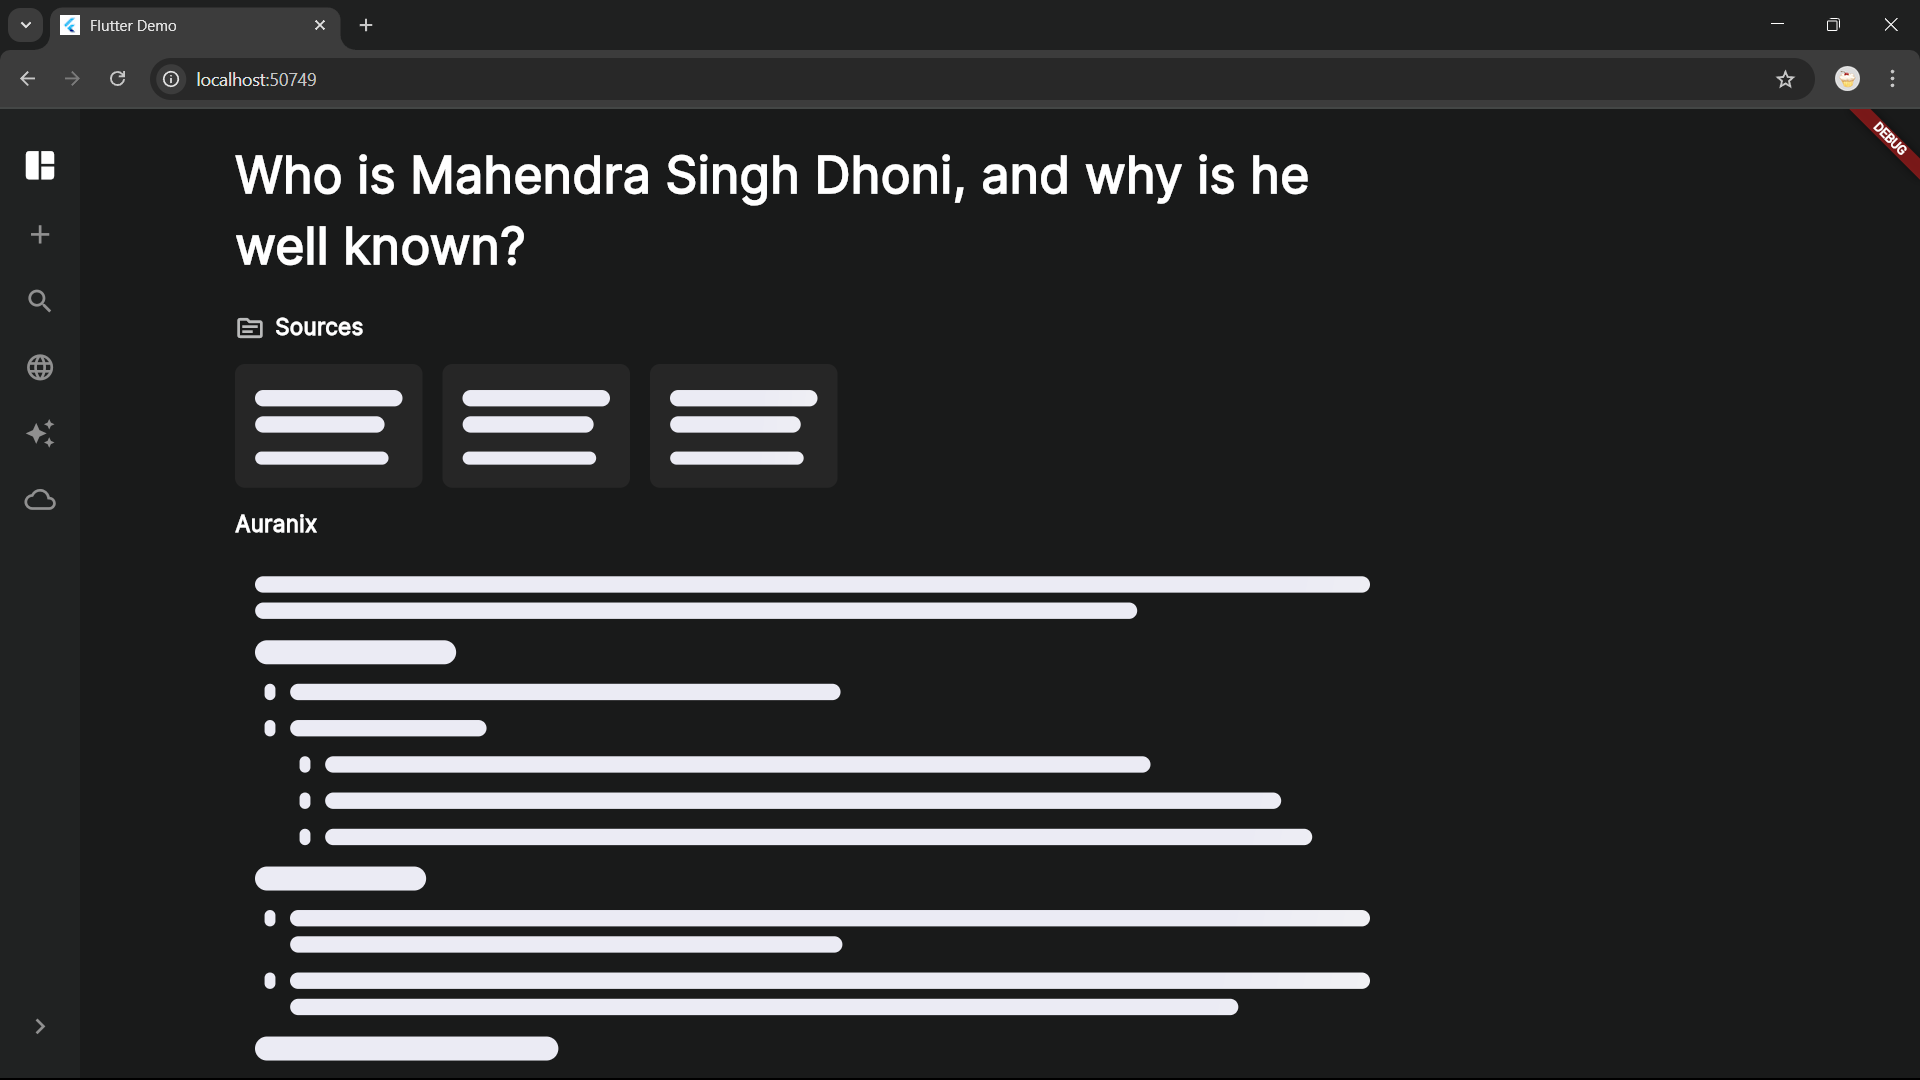 Flutter Demo
localhost:50749
DEBUG
Who is Mahendra Singh Dhoni, and why is he
well known?
Sources
Auranix